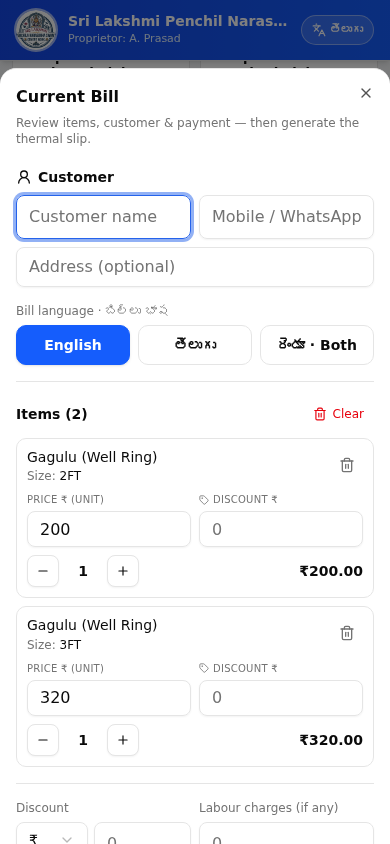 Sri Lakshmi Penchil Naras...
Proprietor: A. Prasad
తెలుగు
Current Bill
Review items, customer & payment — then generate the
thermal slip.
Customer
Customer name
Mobile / WhatsApp
Address (optional)
Bill language · బిల్లు భాష
English
తెలుగు
రెండూ · Both
Items (2)
Clear
Gagulu (Well Ring)
Size: 2FT
PRICE ₹ (UNIT)
DISCOUNT ₹
200
0
1
₹200.00
Gagulu (Well Ring)
Size: 3FT
PRICE ₹ (UNIT)
DISCOUNT ₹
320
0
1
₹320.00
Discount
Labour charges (if any)
₹
0
0